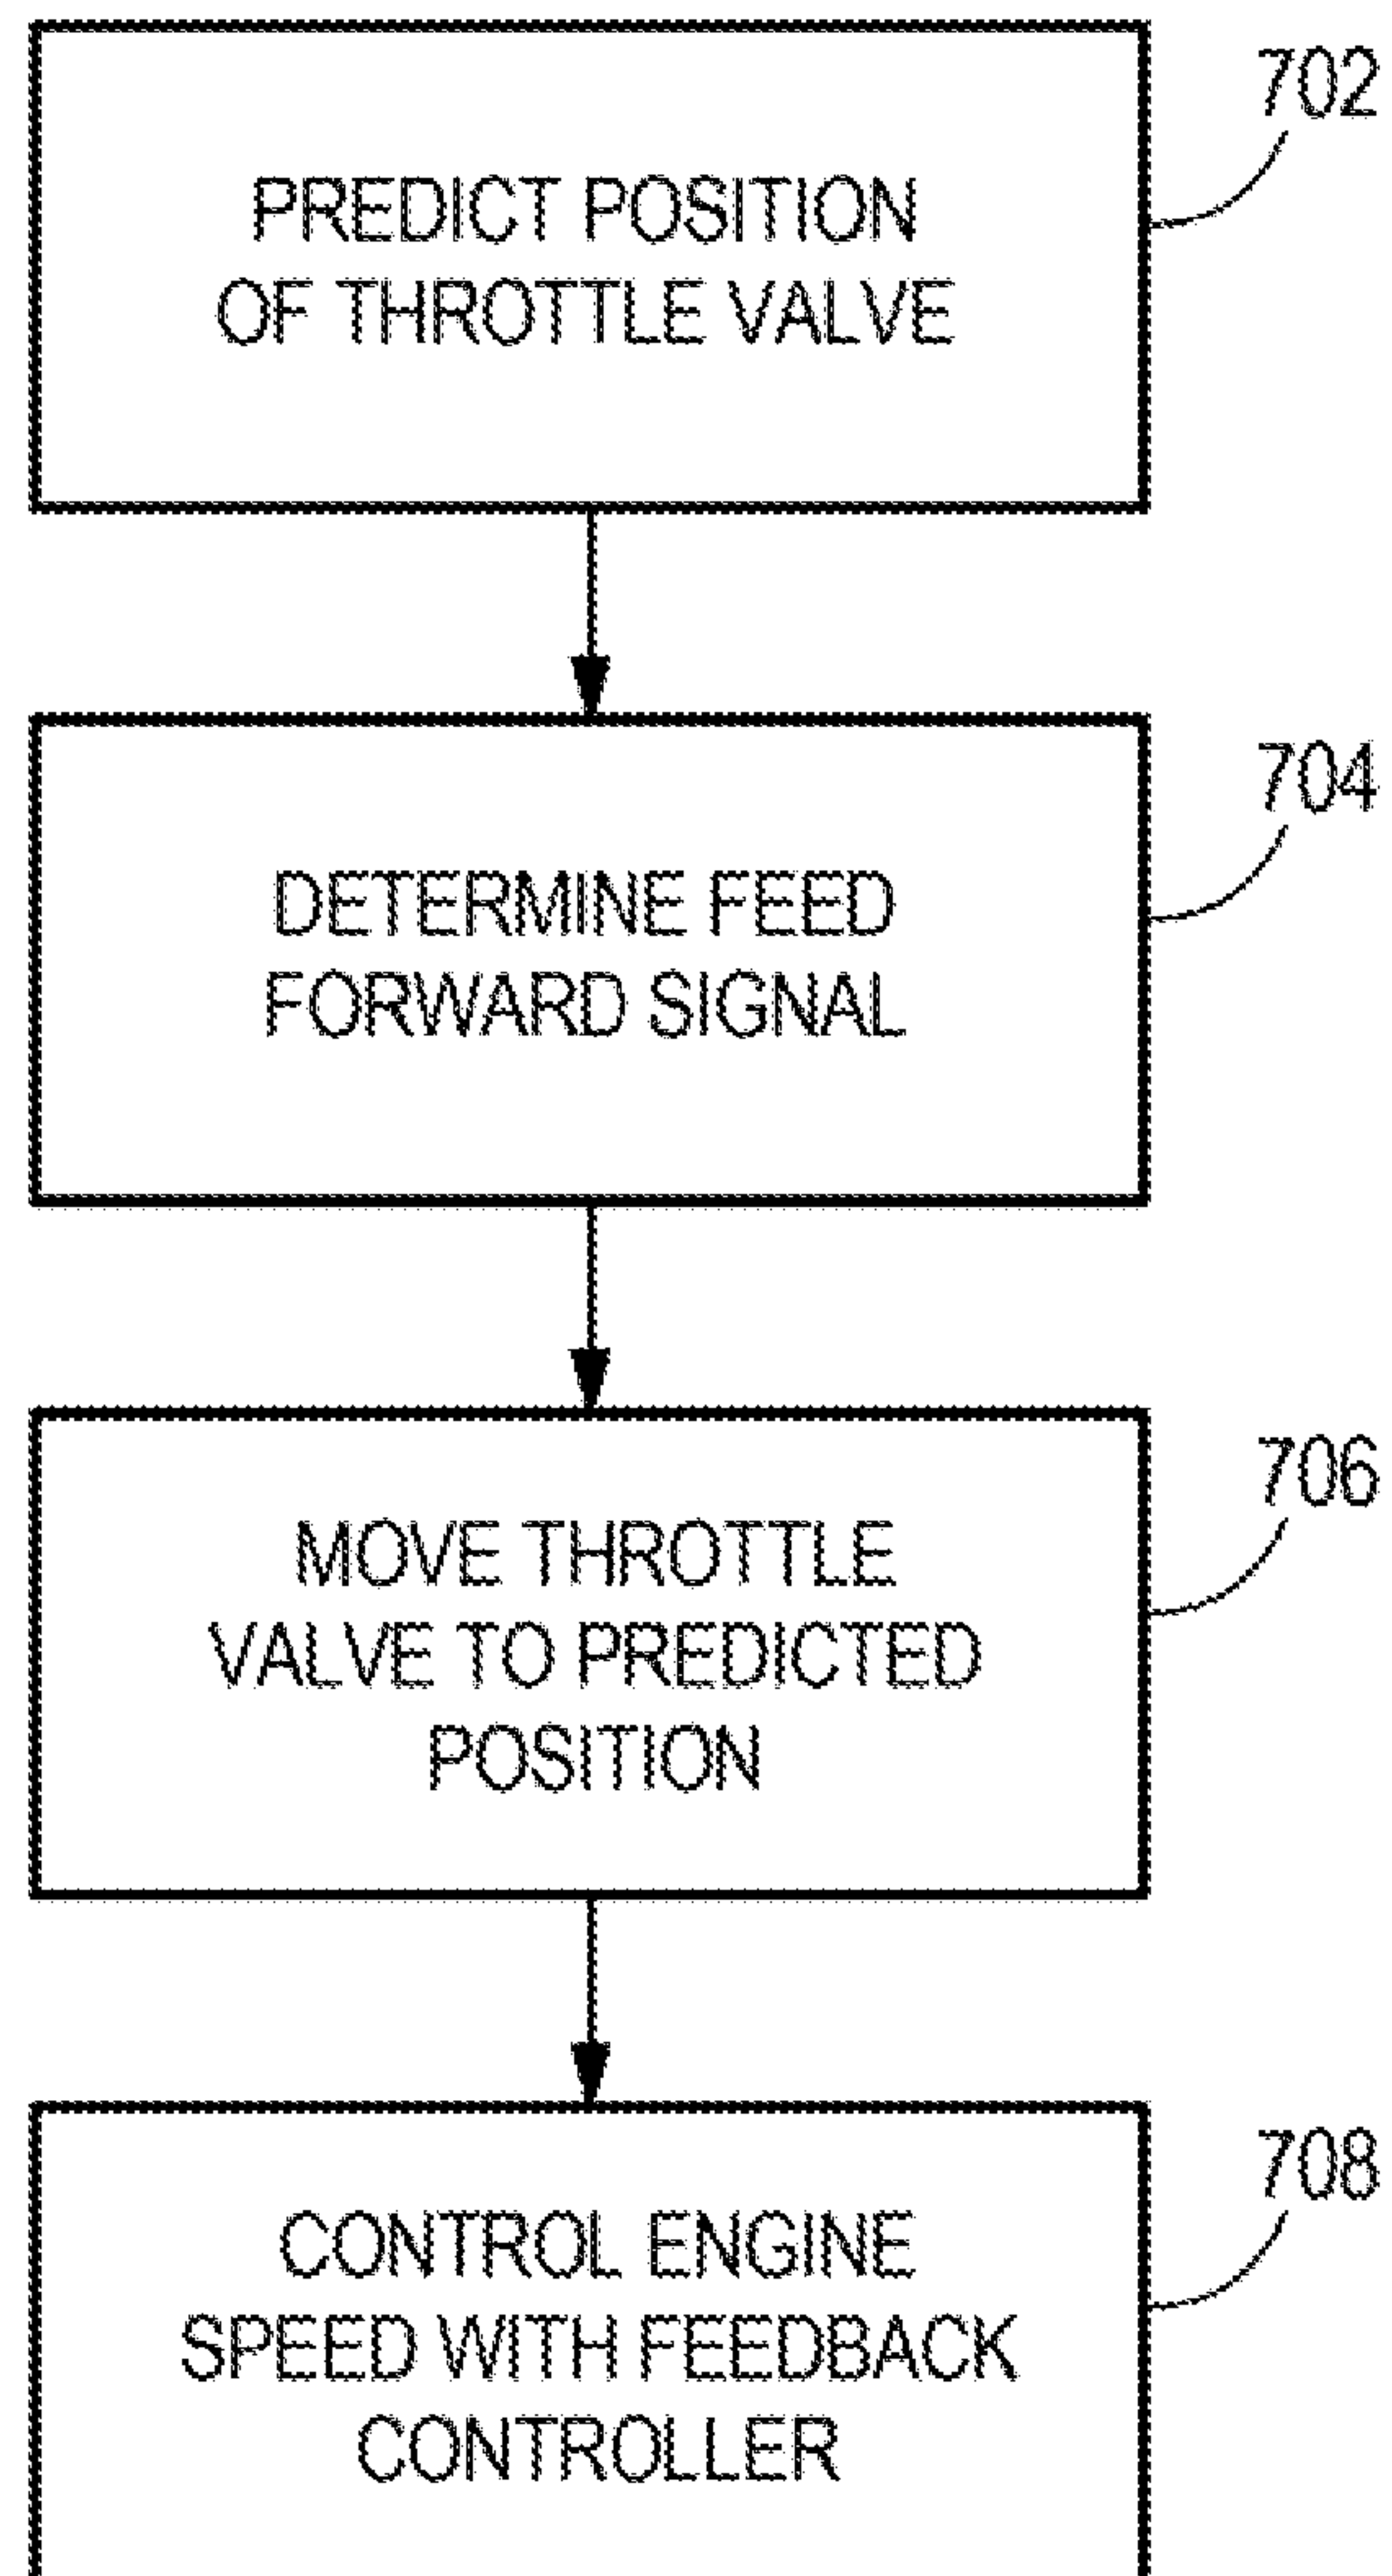 702
PREDICT POSITION
OF THROTTLE VALVE
704
DETERMINE FEED
FORWARD SIGNAL
706
MOVE THROTTLE
VALVE TO PREDICTED
POSITION
708
CONTROL ENGINE
SPEED WITH FEEDBACK
CONTROLLER